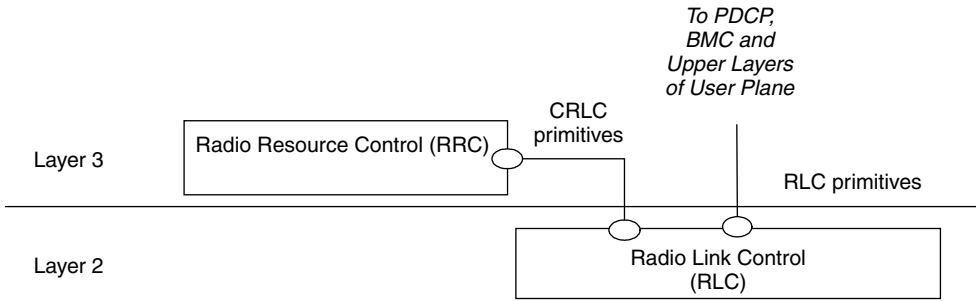 To PDCP,
BMC and
Upper Layers
of User Plane
CRLC
primitives
Radio Resource Control (RRC)
Layer 3
RLC primitives
Layer 2
Radio Link Control
(RLC)